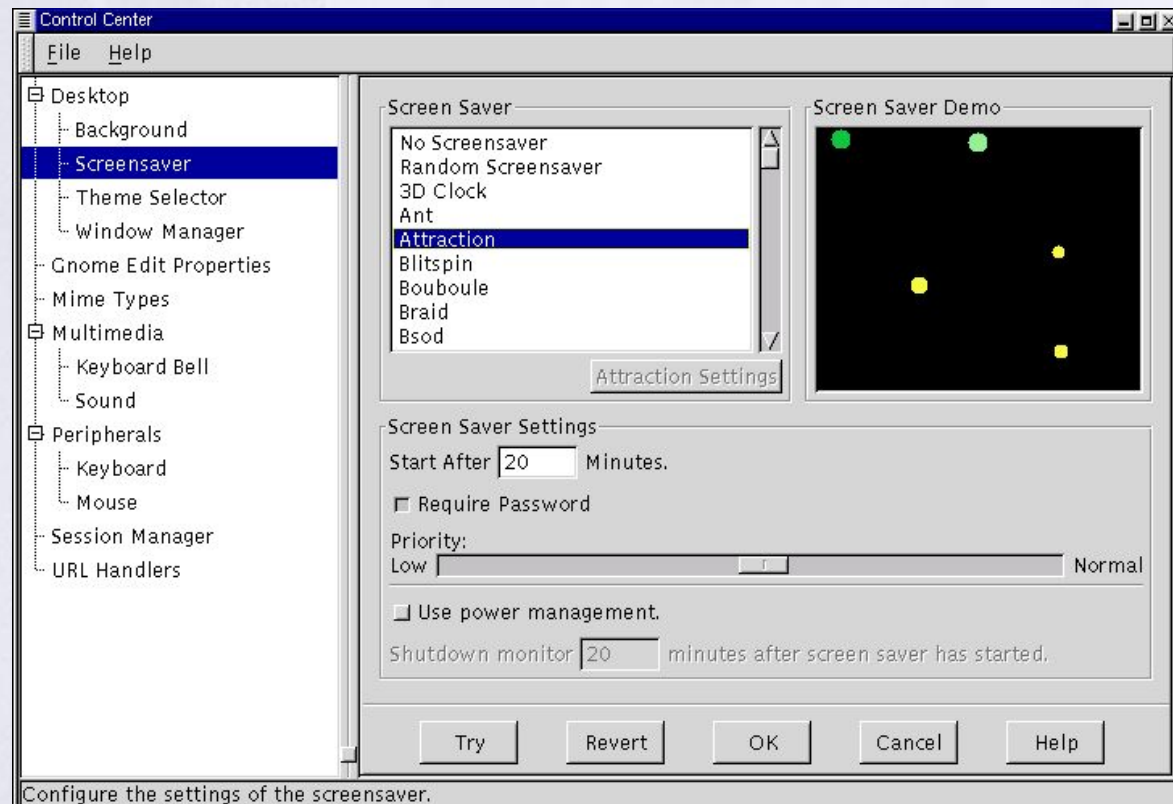 Control Center
File Help
Desktop
Background
Screensaver
Theme Selector
Window Manager
Gnome Edit Properties
Mime Types
Multimedia
Keyboard Bell
Sound
Peripherals
Keyboard
Mouse
Session Manager
URL Handlers
Screen Saver
No Screensaver
Random Screensaver
3D Clock
Ant
Attraction
Blitspin
Bouboule
Braid
Bsod
Attraction Settings
Screen Saver Demo
Screen Saver Settings
Start After 20 Minutes.
Require Password
Priority:
Low Normal
Use power management.
Shutdown monitor 20 minutes after screen saver has started.
Try Revert OK Cancel Help
Configure the settings of the screensaver.